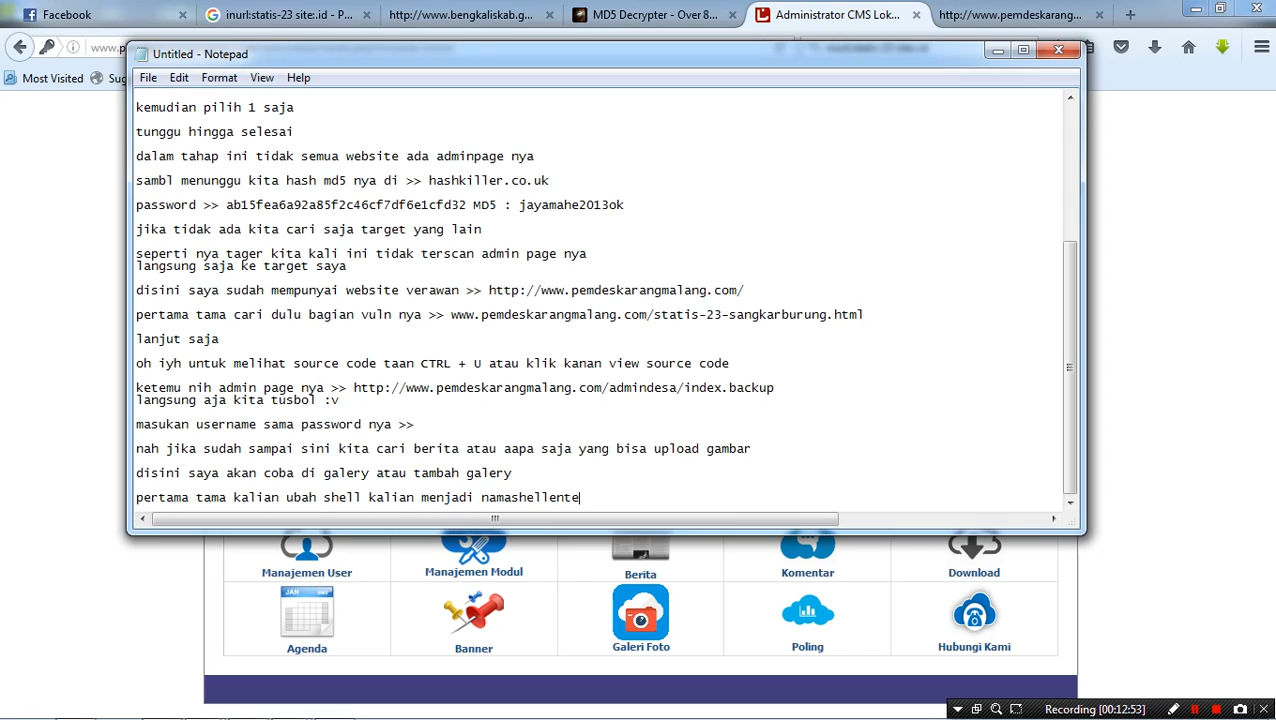 Facebook
inurl:statis-23 site:.id - P...
http://www.bengkaliskab.g...
MD5 Decrypter - Over 8...
Administrator CMS Lok...
http://www.pemdeskarang...
Most Visited
Untitled - Notepad
File Edit Format View Help
kemudian pilih 1 saja
tunggu hingga selesai
dalam tahap ini tidak semua website ada adminpage nya
sambl menunggu kita hash md5 nya di >> hashkiller.co.uk
password >> ab15fea6a92a85f2c46cf7df6e1cfd32 MD5 : jayamahe2013ok
jika tidak ada kita cari saja target yang lain
seperti nya tager kita kali ini tidak terscan admin page nya
langsung saja ke target saya
disini saya sudah mempunyai website verawan >> http://www.pemdeskarangmalang.com/
pertama tama cari dulu bagian vuln nya >> www.pemdeskarangmalang.com/statis-23-sangkarburung.html
lanjut saja
oh iyh untuk melihat source code taan CTRL + U atau klik kanan view source code
ketemu nih admin page nya >> http://www.pemdeskarangmalang.com/admindesa/index.backup
langsung aja kita tusbol :v
masukan username sama password nya >>
nah jika sudah sampai sini kita cari berita atau aapa saja yang bisa upload gambar
disini saya akan coba di galery atau tambah galery
pertama tama kalian ubah shell kalian menjadi namashellente
Manajemen User
Manajemen Modul
Berita
Komentar
Download
JAN
Agenda
Banner
Galeri Foto
Poling
Hubungi Kami
Recording [00:12:53]